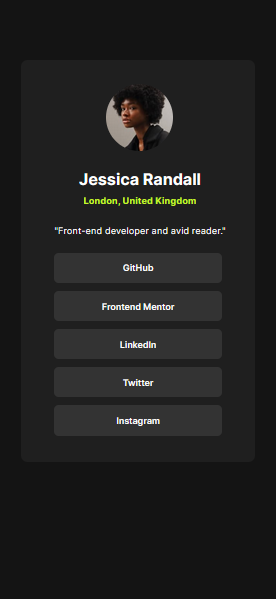 Jessica Randall
London, United Kingdom
"Front-end developer and avid reader."
GitHub
Frontend Mentor
LinkedIn
Twitter
Instagram